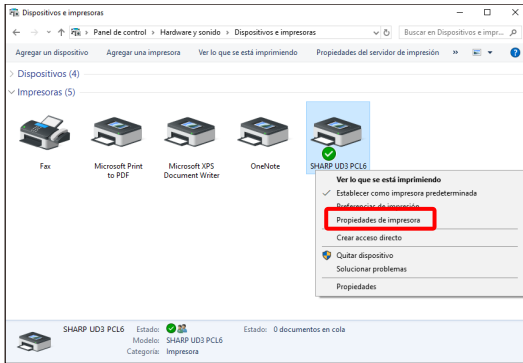 Dispositivos e impresoras
Panel de control > Hardware y sonido > Dispositivos e impresoras
Buscar en Dispositivos e impr...
Agregar un dispositivo Agregar una impresora Ver lo que se está imprimiendo Propiedades del servidor de impresión »
Dispositivos (4)
Impresoras (5)
Fax
Microsoft Print
to PDF
Microsoft XPS
Document Writer
OneNote
SHARP UD3 PCL6
Ver lo que se está imprimiendo
Establecer como impresora predeterminada
Preferencias de impresión
Propiedades de impresora
Crear acceso directo
Quitar dispositivo
Solucionar problemas
Propiedades
SHARP UD3 PCL6 Estado: Estado: 0 documentos en cola
Modelo: SHARP UD3 PCL6
Categoría: Impresora